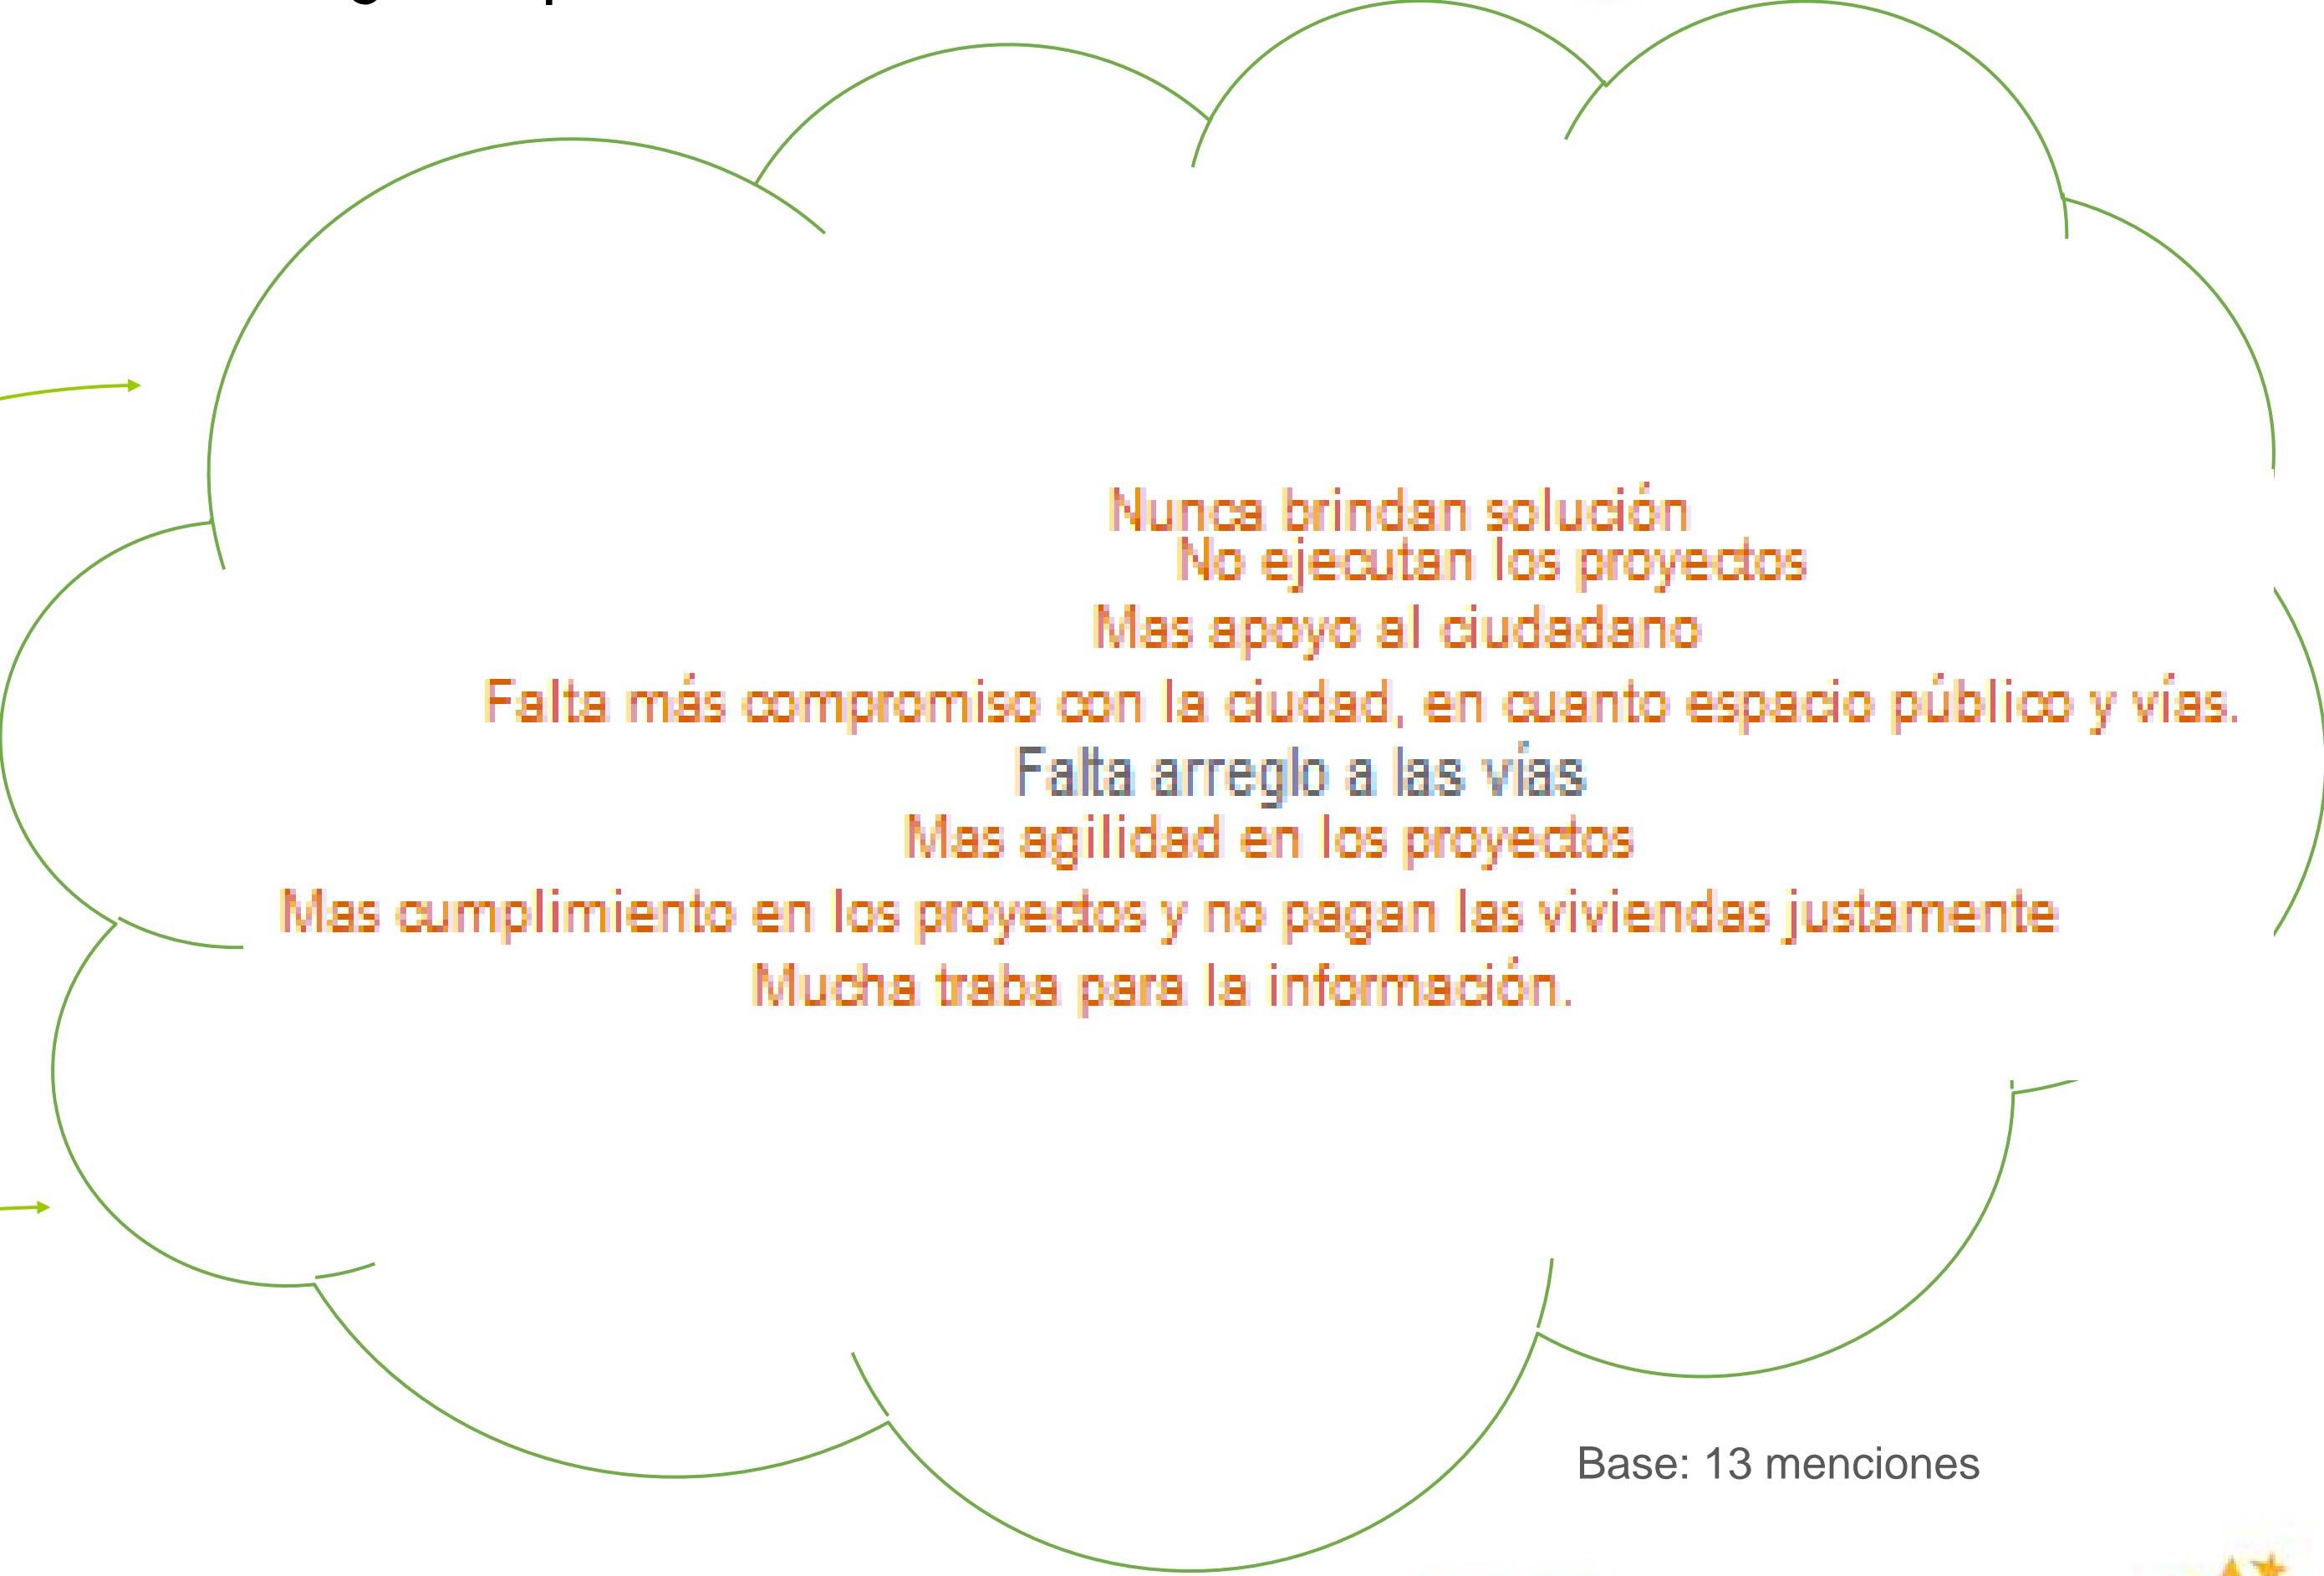 Nunca brindan solución
No ejecutan los proyectos
Mas apoyo al ciudadano
Falta más compromiso con la ciudad, en cuanto espacio público y vías.
Falta arreglo a las vías
Mas agilidad en los proyectos
Mas cumplimiento en los proyectos y no pagan las viviendas justamente
Mucha traba para la información.
Base: 13 menciones